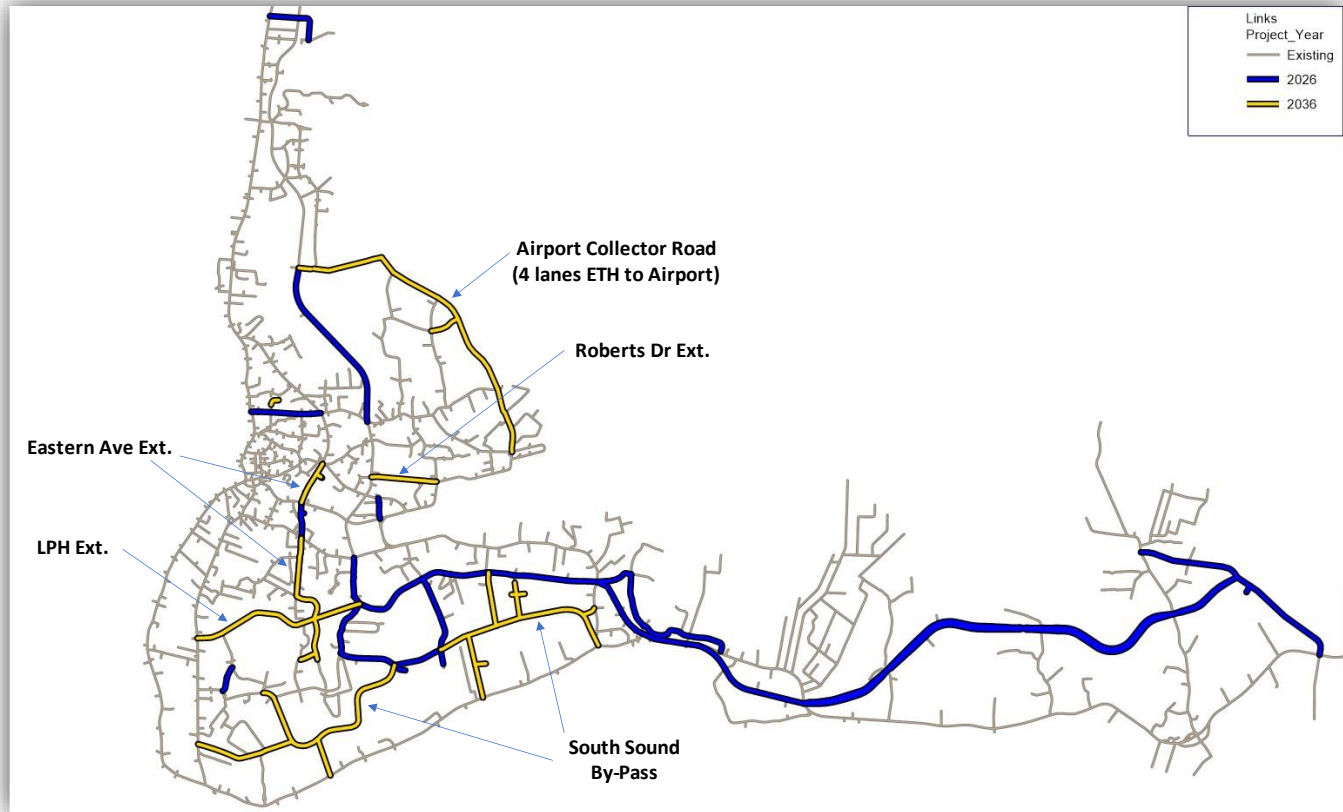 Links
Project_Year
Existing
2026
2036
Airport Collector Road
(4 lanes ETH to Airport)
Roberts Dr Ext.
Eastern Ave Ext.
LPH Ext.
South Sound
By-Pass